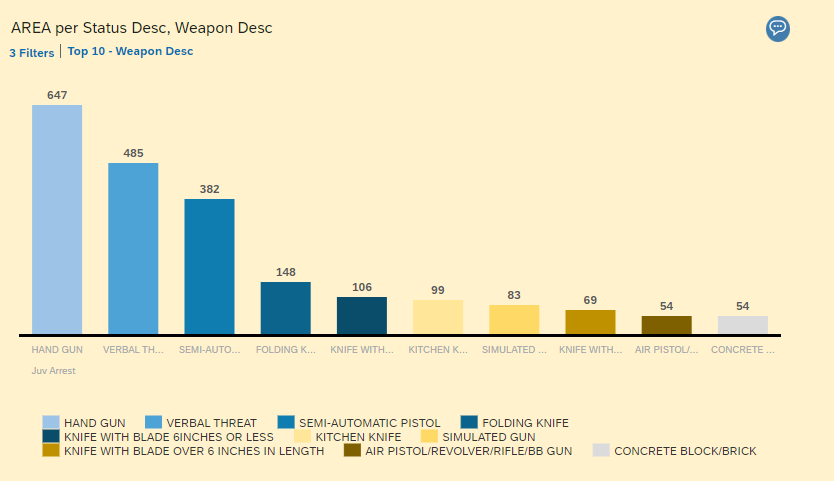 AREA per Status Desc, Weapon Desc
3 Filters | Top 10 - Weapon Desc
647
485
382
148
106
99
83
69
54
54
HAND GUN VERBAL TH... SEMI-AUTO... FOLDING K... KNIFE WITH... KITCHEN K... SIMULATED ... KNIFE WITH... AIR PISTOL/... CONCRETE ...
Juv Arrest
HAND GUN VERBAL THREAT SEMI-AUTOMATIC PISTOL FOLDING KNIFE
KNIFE WITH BLADE 6INCHES OR LESS KITCHEN KNIFE SIMULATED GUN
KNIFE WITH BLADE OVER 6 INCHES IN LENGTH AIR PISTOL/REVOLVER/RIFLE/BB GUN CONCRETE BLOCK/BRICK